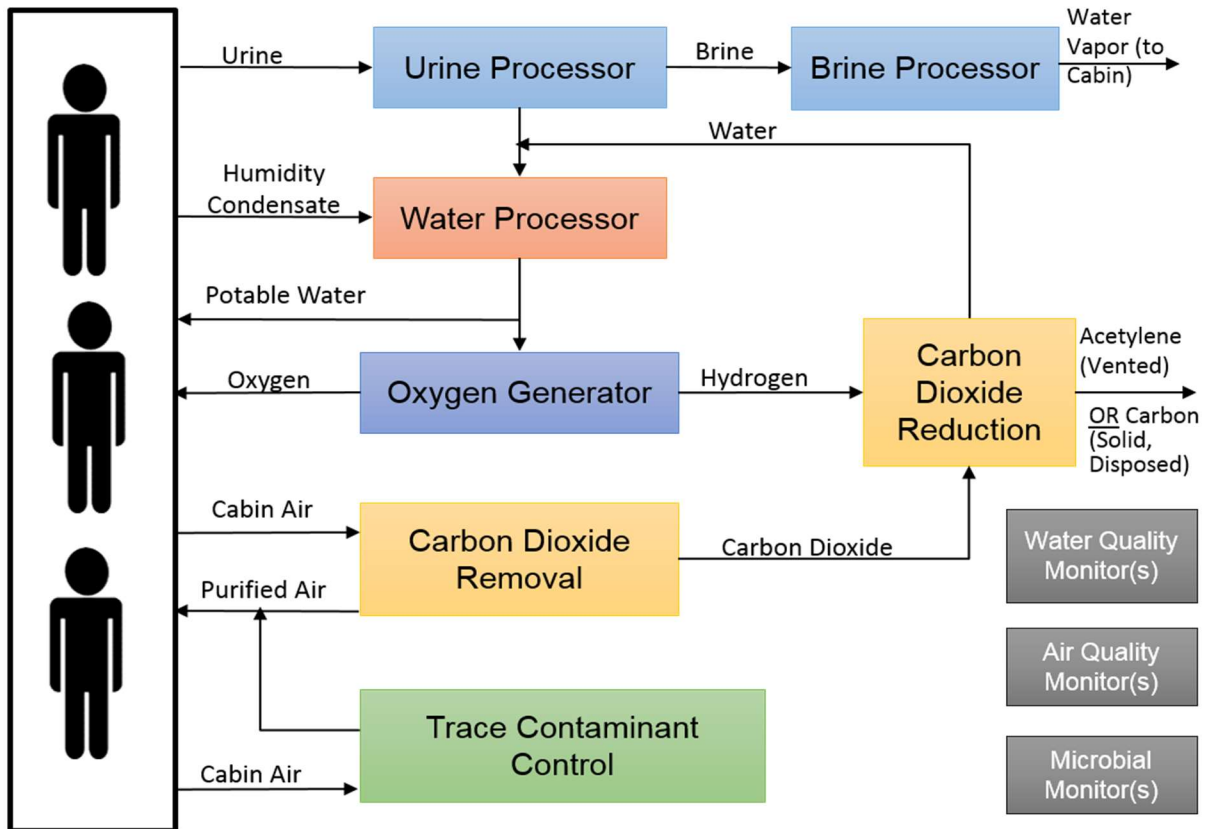 Urine
Urine Processor
Brine
Brine Processor
Water
Vapor (to
Cabin)
Water
Humidity
Condensate
Water Processor
Potable Water
Oxygen
Oxygen Generator
Hydrogen
Carbon
Dioxide
Reduction
Acetylene
(Vented)
OR Carbon
(Solid,
Disposed)
Cabin Air
Carbon Dioxide
Removal
Carbon Dioxide
Purified Air
Water Quality
Monitor(s)
Air Quality
Monitor(s)
Trace Contaminant
Control
Cabin Air
Microbial
Monitor(s)